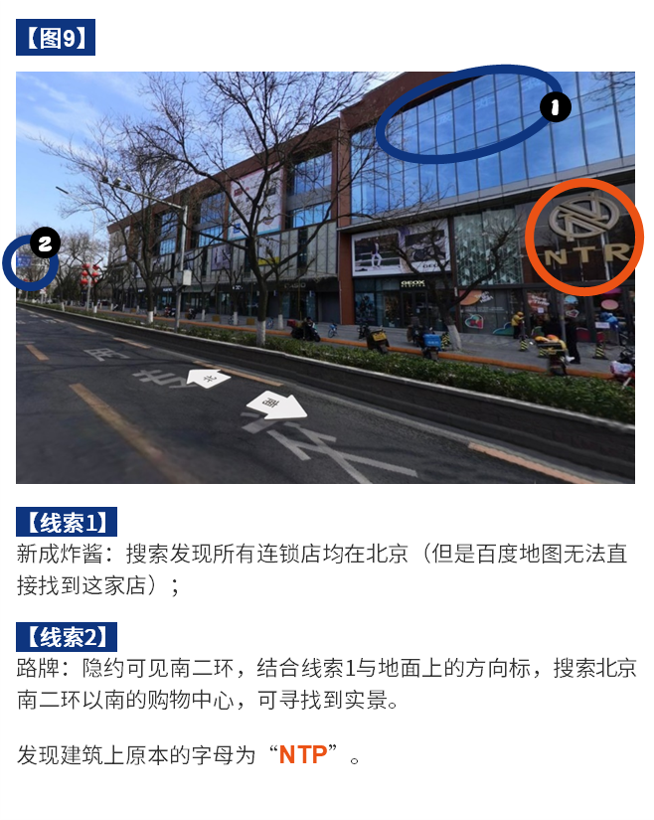 【图9】
1
2
NTR
CASIO
GEOX
北
南
【线索1】
新成炸酱：搜索发现所有连锁店均在北京（但是百度地图无法直
接找到这家店）；
【线索2】
路牌：隐约可见南二环，结合线索1与地面上的方向标，搜索北京
南二环以南的购物中心，可寻找到实景。
发现建筑上原本的字母为“NTP”。